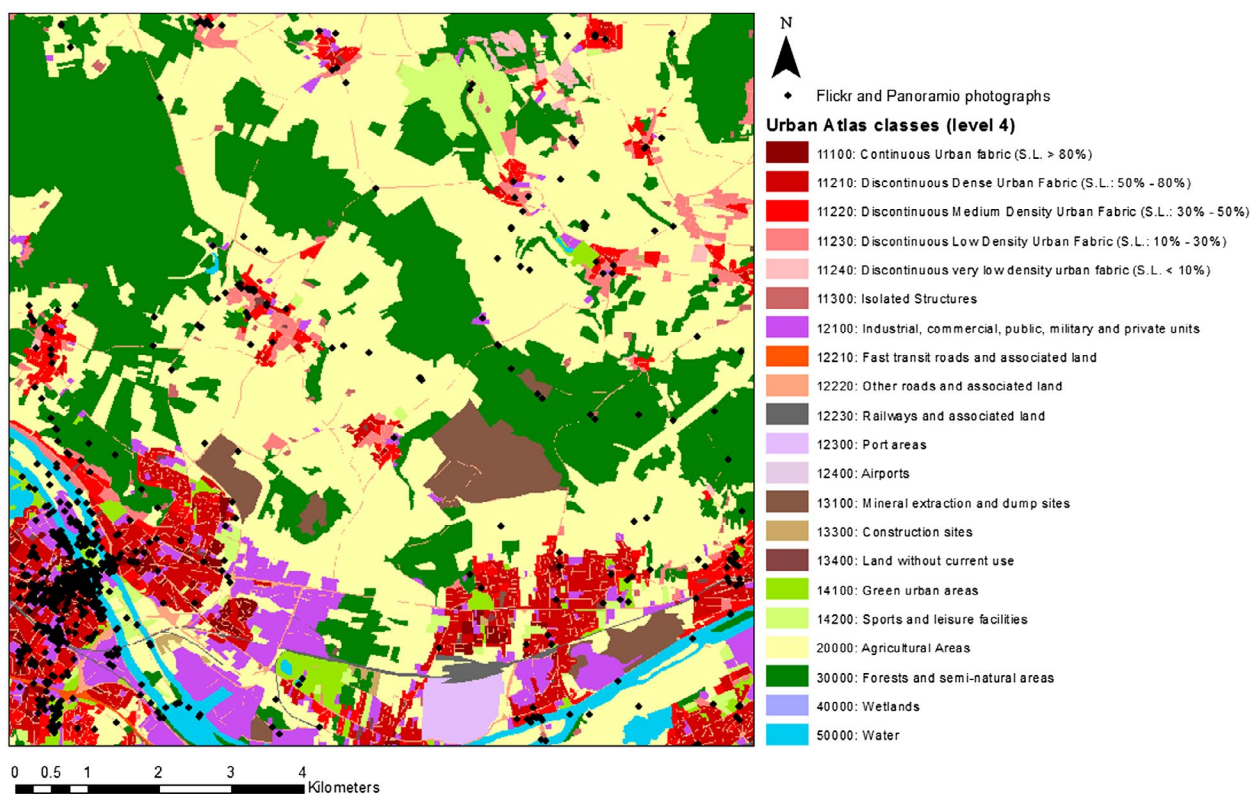 N
Flickr and Panoramio photographs
Urban Atlas classes (level 4)
11100: Continuous Urban fabric (S.L. > 80%)
11210: Discontinuous Dense Urban Fabric (S.L.: 50% - 80%)
11220: Discontinuous Medium Density Urban Fabric (S.L.: 30% - 50%)
11230: Discontinuous Low Density Urban Fabric (S.L.: 10% - 30%)
11240: Discontinuous very low density urban fabric (S.L. < 10%)
11300: Isolated Structures
12100: Industrial, commercial, public, military and private units
12210: Fast transit roads and associated land
12220: Other roads and associated land
12230: Railways and associated land
12300: Port areas
12400: Airports
13100: Mineral extraction and dump sites
13300: Construction sites
13400: Land without current use
14100: Green urban areas
14200: Sports and leisure facilities
20000: Agricultural Areas
30000: Forests and semi-natural areas
40000: Wetlands
50000: Water
0 0.5 1 2 3 4
Kilometers